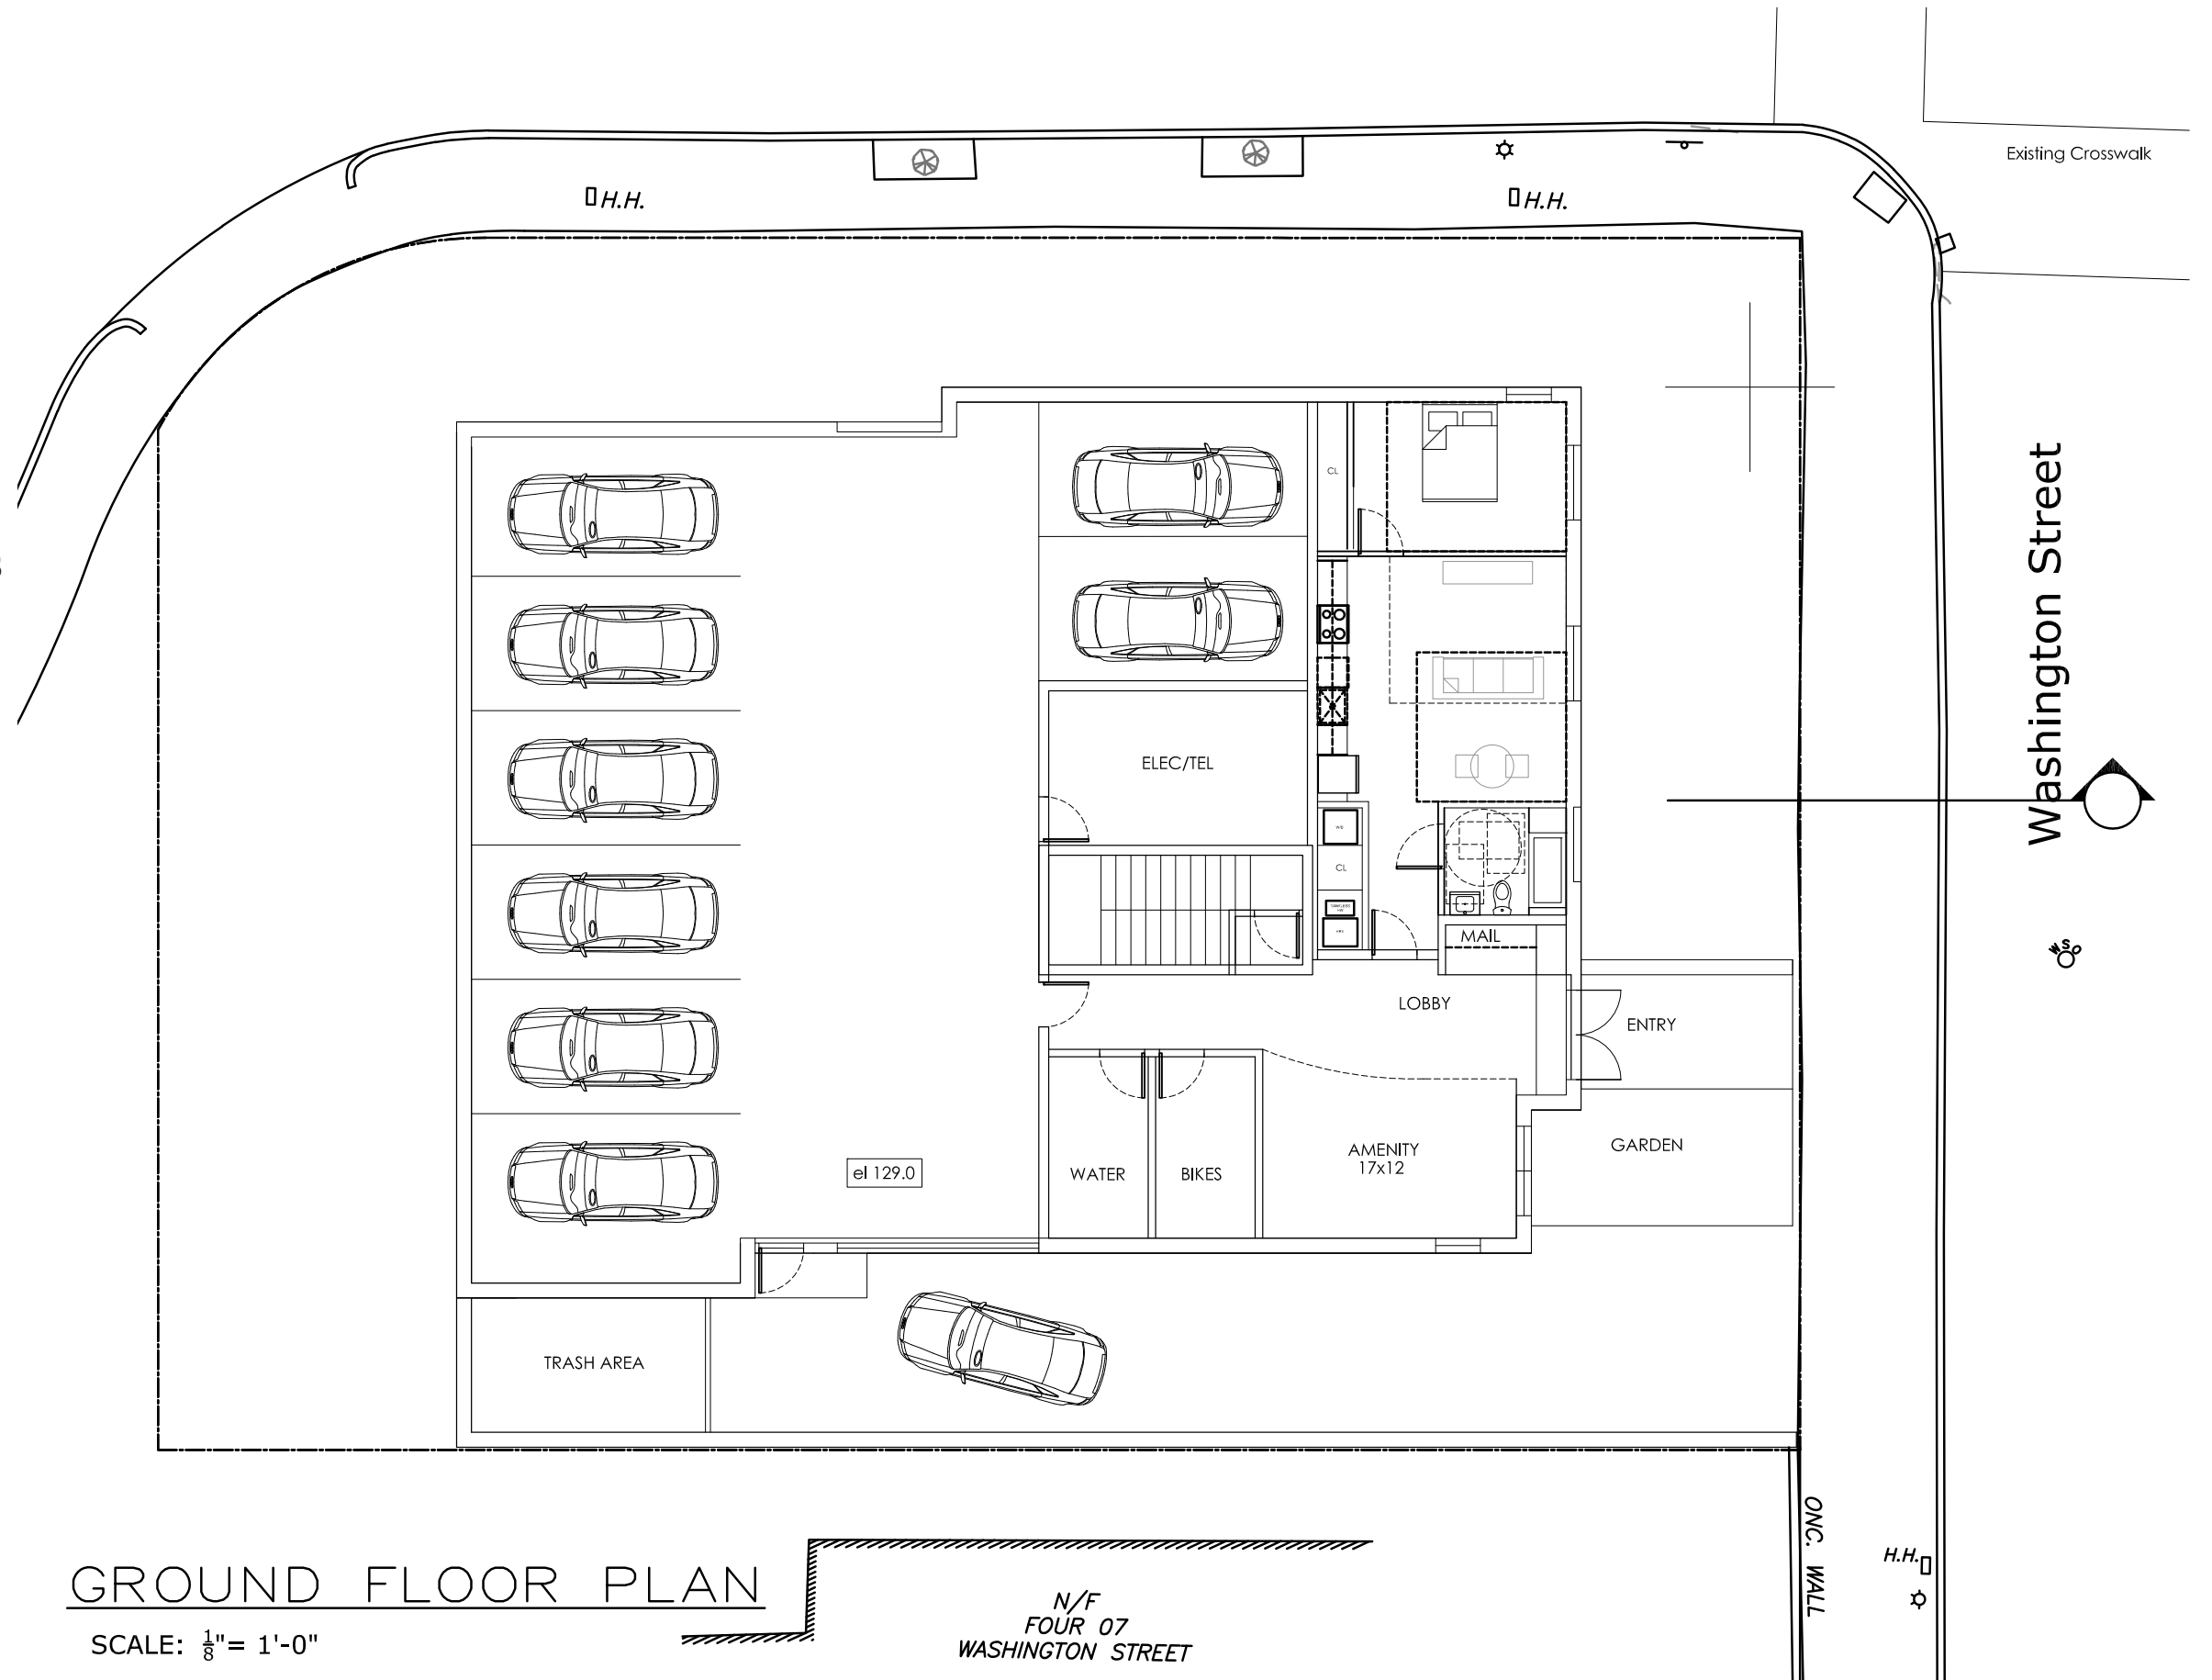 Existing Crosswalk
H.H.
H.H.
Washington Street
CL
ELEC/TEL
W/D
CL
MAIL
LOBBY
ENTRY
WSO
GARDEN
AMENITY
17x12
WATER
BIKES
el 129.0
TRASH AREA
ONC. WALL
H.H.
GROUND FLOOR PLAN
SCALE: 1/8"= 1'-0"
N/F
FOUR 07
WASHINGTON STREET